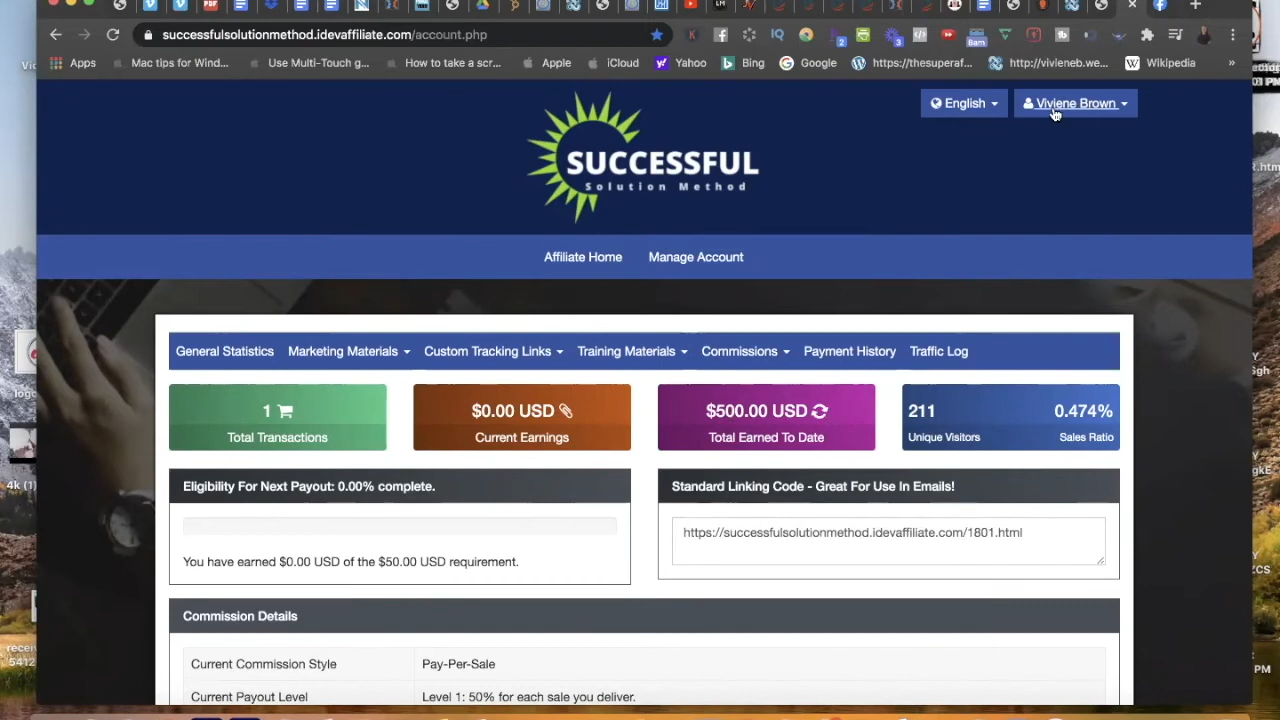 successfulsolutionmethod.idevaffiliate.com/account.php
Apps Mac tips for Wind... Use Multi-Touch g... How to take a scr... Apple iCloud Yahoo Bing Google https://thesuperaf... http://vivieneb.we... Wikipedia »
English Viviene Brown
SUCCESSFUL
Solution Method
Affiliate Home Manage Account
General Statistics Marketing Materials Custom Tracking Links Training Materials Commissions Payment History Traffic Log
1 $0.00 USD $500.00 USD 211 0.474%
Total Transactions Current Earnings Total Earned To Date Unique Visitors Sales Ratio
Eligibility For Next Payout: 0.00% complete. Standard Linking Code - Great For Use In Emails!
https://successfulsolutionmethod.idevaffiliate.com/1801.html
You have earned $0.00 USD of the $50.00 USD requirement.
Commission Details
Current Commission Style Pay-Per-Sale
Current Payout Level Level 1: 50% for each sale you deliver.